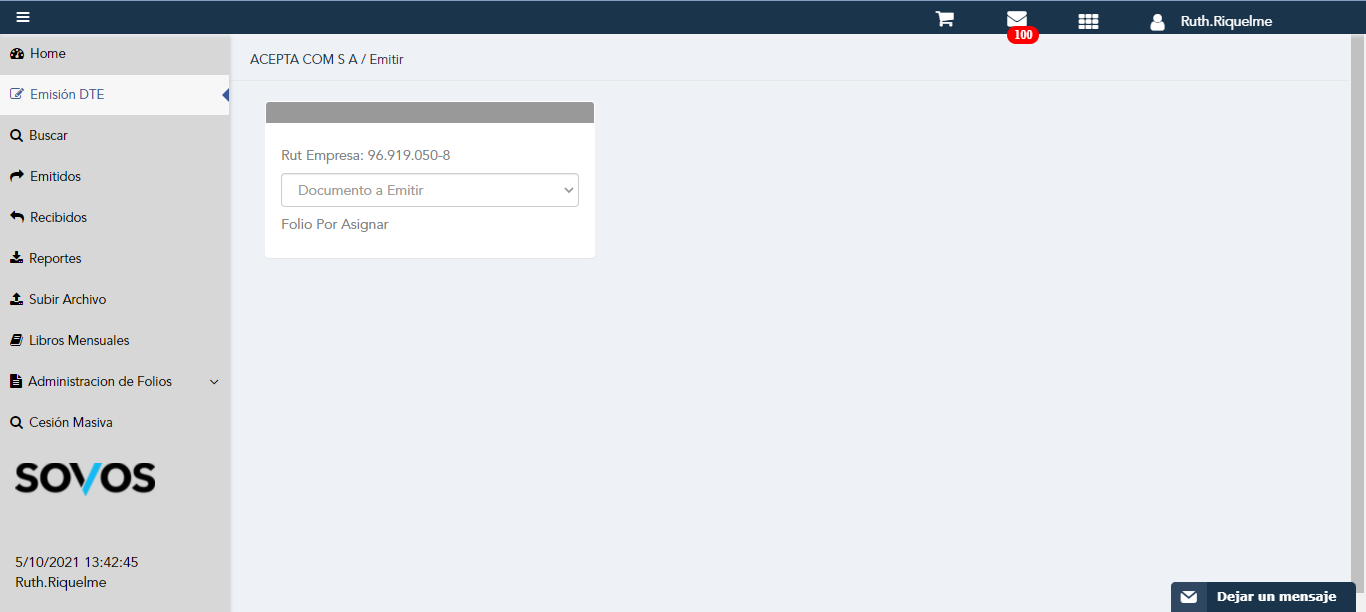 Ruth.Riquelme
100
Home
ACEPTA COM S A / Emitir
Emisión DTE
Buscar
Emitidos
Recibidos
Reportes
Subir Archivo
Libros Mensuales
Administracion de Folios
Cesión Masiva
Rut Empresa: 96.919.050-8
Documento a Emitir
Folio Por Asignar
SOVOS
5/10/2021 13:42:45
Ruth.Riquelme
Dejar un mensaje